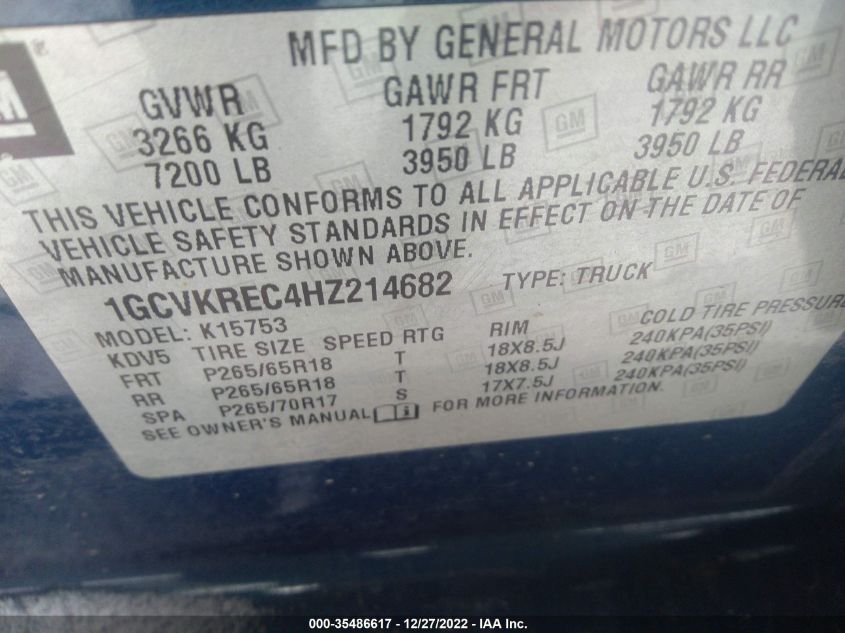 GM ®
MFD BY GENERAL MOTORS LLC
GVWR GAWR FRT GAWR RR
3266 KG 1792 KG 1792 KG
7200 LB 3950 LB 3950 LB
THIS VEHICLE CONFORMS TO ALL APPLICABLE U.S. FEDERAL
VEHICLE SAFETY STANDARDS IN EFFECT ON THE DATE OF
MANUFACTURE SHOWN ABOVE.
1GCVKREC4HZ214682 TYPE: TRUCK
MODEL: K15753
KDV5 TIRE SIZE SPEED RTG RIM COLD TIRE PRESSURE
FRT P265/65R18 T 18X8.5J 240KPA(35PSI)
RR P265/65R18 T 18X8.5J 240KPA(35PSI)
SPA P265/70R17 S 17X7.5J 240KPA(35PSI)
SEE OWNER'S MANUAL i FOR MORE INFORMATION.
000-35486617 - 12/27/2022 - IAA Inc.